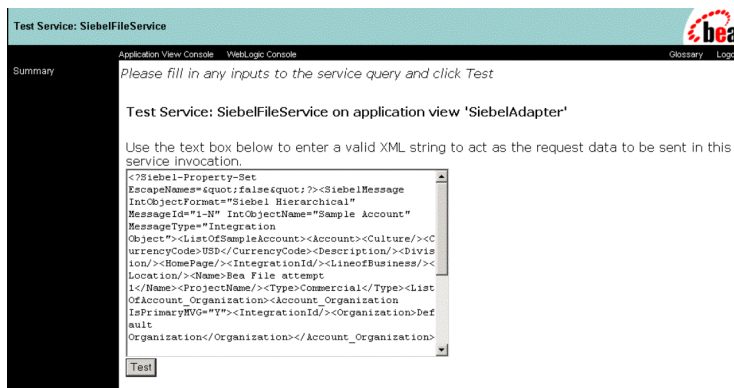 Test Service: SiebelFileService
bea
Application View Console WebLogic Console Glossary Logo
Summary
Please fill in any inputs to the service query and click Test
Test Service: SiebelFileService on application view 'SiebelAdapter'
Use the text box below to enter a valid XML string to act as the request data to be sent in this
service invocation.
<?Siebel-Property-Set
EscapeNames=&quot;false&quot;?><SiebelMessage
IntObjectFormat="Siebel Hierarchical"
MessageId="1-N" IntObjectName="Sample Account"
MessageType="Integration
Object"><ListOfSampleAccount><Account><Culture/><C
urrencyCode>USD</CurrencyCode><Description/><Divis
ion/><HomePage/><IntegrationId/><LineofBusiness/><
Location/><Name>Bea File attempt
1</Name><ProjectName/><Type>Commercial</Type><List
OfAccount_Organization><Account_Organization
IsPrimaryMVG="Y"><IntegrationId/><Organization>Def
ault
Organization</Organization></Account_Organization>
Test